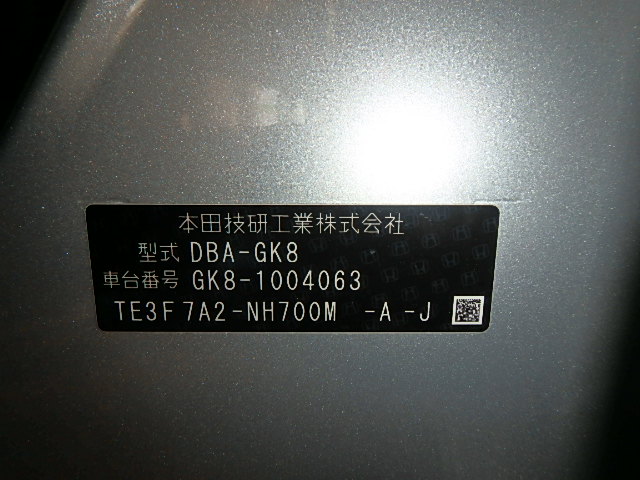 本田技研工業株式会社
型式 DBA-GK8
車台番号 GK8-1004063
TE3F7A2-NH700M -A -J